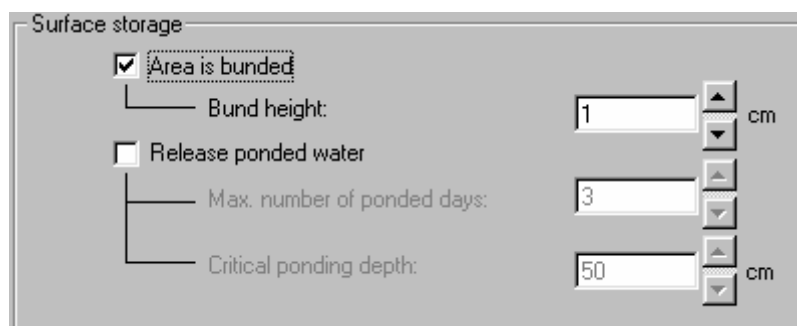 Surface storage
Area is bunded
Bund height: 1 cm
Release ponded water
Max. number of ponded days: 3
Critical ponding depth: 50 cm